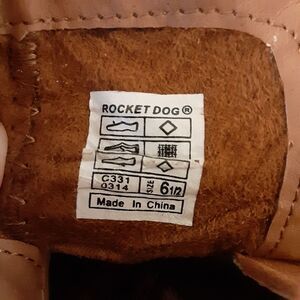 ROCKET DOG®
C331
0314
SIZE
6 1/2
Made In China